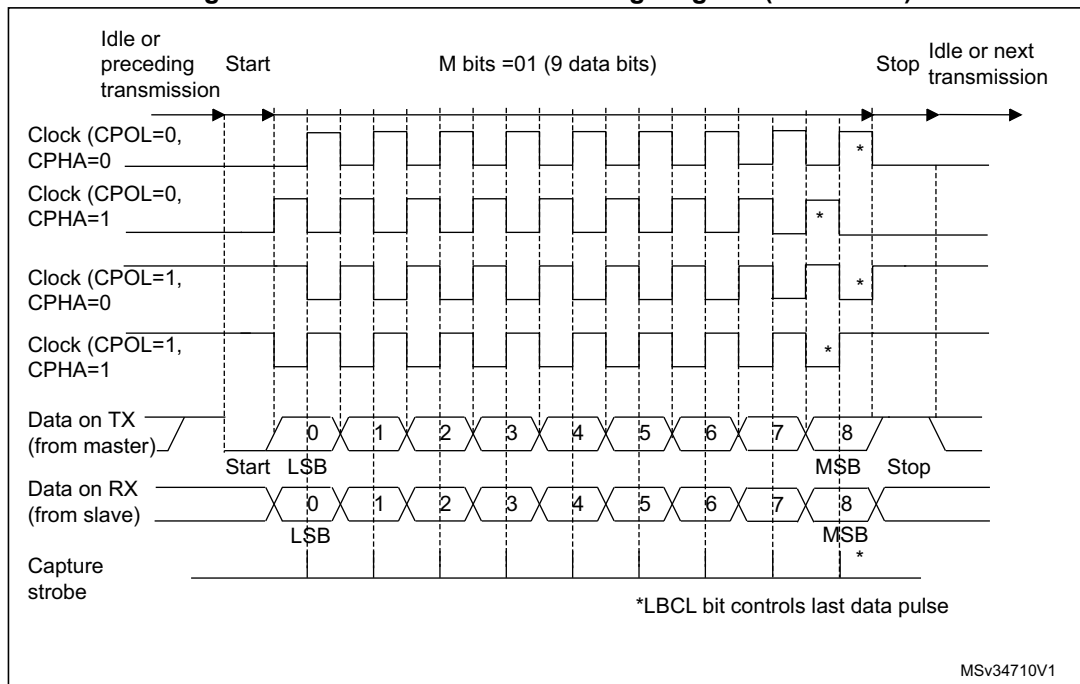 Idle or
preceding
transmission
Start
M bits =01 (9 data bits)
Stop
Idle or next
transmission
Clock (CPOL=0,
CPHA=0
*
Clock (CPOL=0,
CPHA=1
*
Clock (CPOL=1,
CPHA=0
*
Clock (CPOL=1,
CPHA=1
*
Data on TX
(from master)
0 1 2 3 4 5 6 7 8
Start LSB MSB Stop
Data on RX
(from slave)
0 1 2 3 4 5 6 7 8
LSB MSB
Capture
strobe
*
*LBCL bit controls last data pulse
MSv34710V1